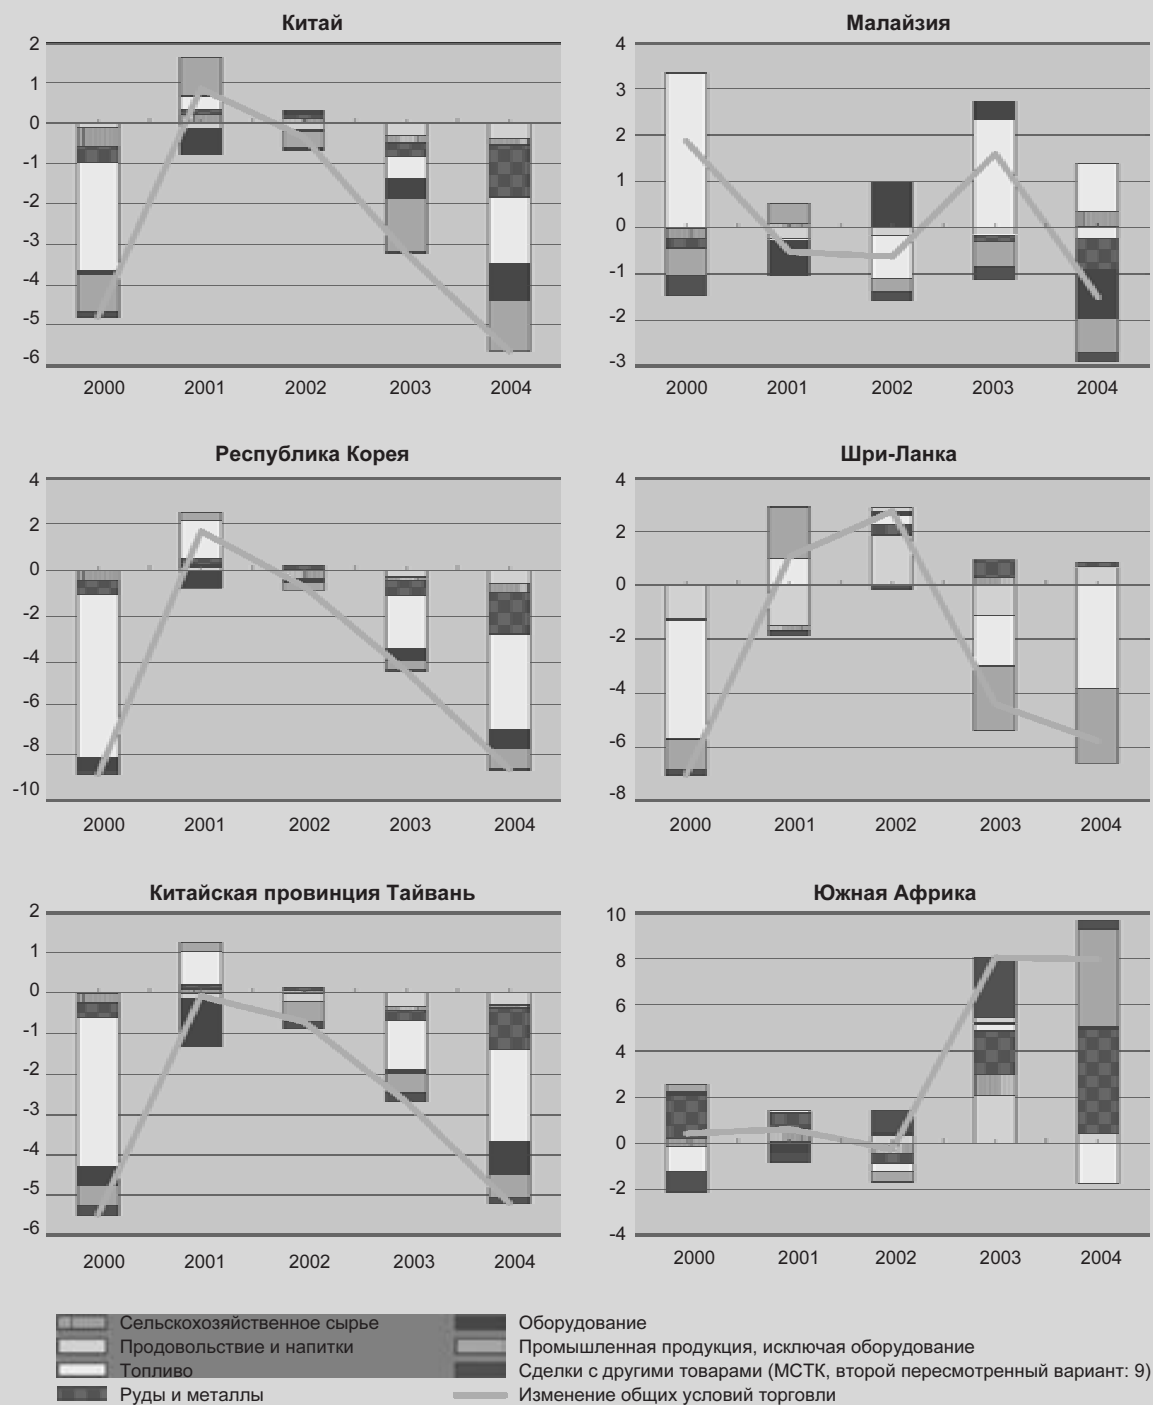 Китай
2
1
0
-1
-2
-3
-4
-5
-6
2000 2001 2002 2003 2004
Малайзия
4
3
2
1
0
-1
-2
-3
2000 2001 2002 2003 2004
Республика Корея
4
2
0
-2
-4
-6
-8
-10
2000 2001 2002 2003 2004
Шри-Ланка
4
2
0
-2
-4
-6
-8
2000 2001 2002 2003 2004
Китайская провинция Тайвань
2
1
0
-1
-2
-3
-4
-5
-6
2000 2001 2002 2003 2004
Южная Африка
10
8
6
4
2
0
-2
-4
2000 2001 2002 2003 2004
Сельскохозяйственное сырье
Продовольствие и напитки
Топливо
Руды и металлы
Оборудование
Промышленная продукция, исключая оборудование
Сделки с другими товарами (МСТК, второй пересмотренный вариант: 9)
Изменение общих условий торговли